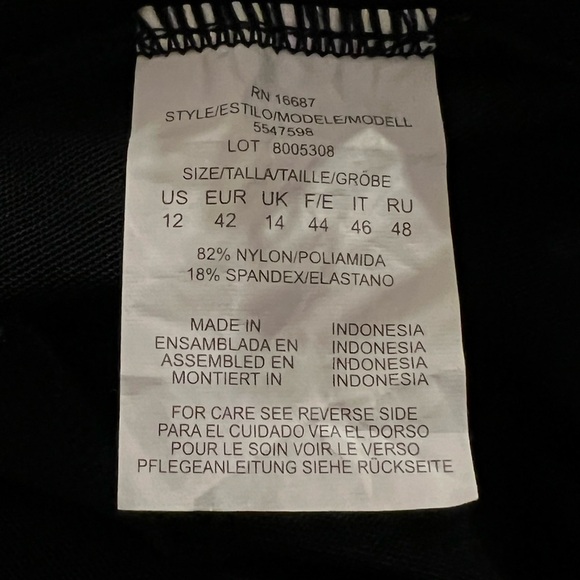 RN 16687
STYLE/ESTILO/MODELE/MODELL
5547598
LOT 8005308
SIZE/TALLA/TAILLE/GRÖBE
US EUR UK F/E IT RU
12 42 14 44 46 48
82% NYLON/POLIAMIDA
18% SPANDEX/ELASTANO
MADE IN INDONESIA
ENSAMBLADA EN INDONESIA
ASSEMBLED EN INDONESIA
MONTIERT IN INDONESIA
FOR CARE SEE REVERSE SIDE
PARA EL CUIDADO VEA EL DORSO
POUR LE SOIN VOIR LE VERSO
PFLEGEANLEITUNG SIEHE RÜCKSEITE